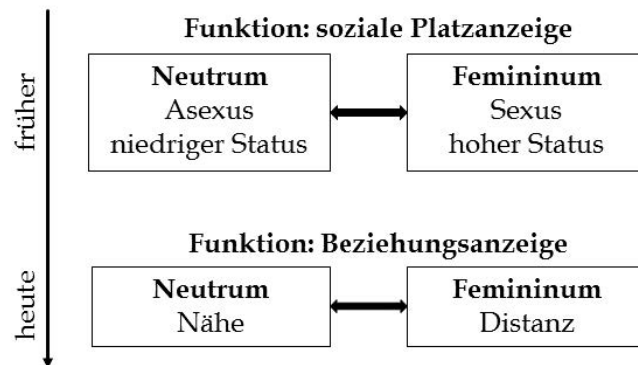 Funktion: soziale Platzanzeige
früher
Neutrum
Asexus
niedriger Status
Femininum
Sexus
hoher Status
Funktion: Beziehungsanzeige
heute
Neutrum
Nähe
Femininum
Distanz